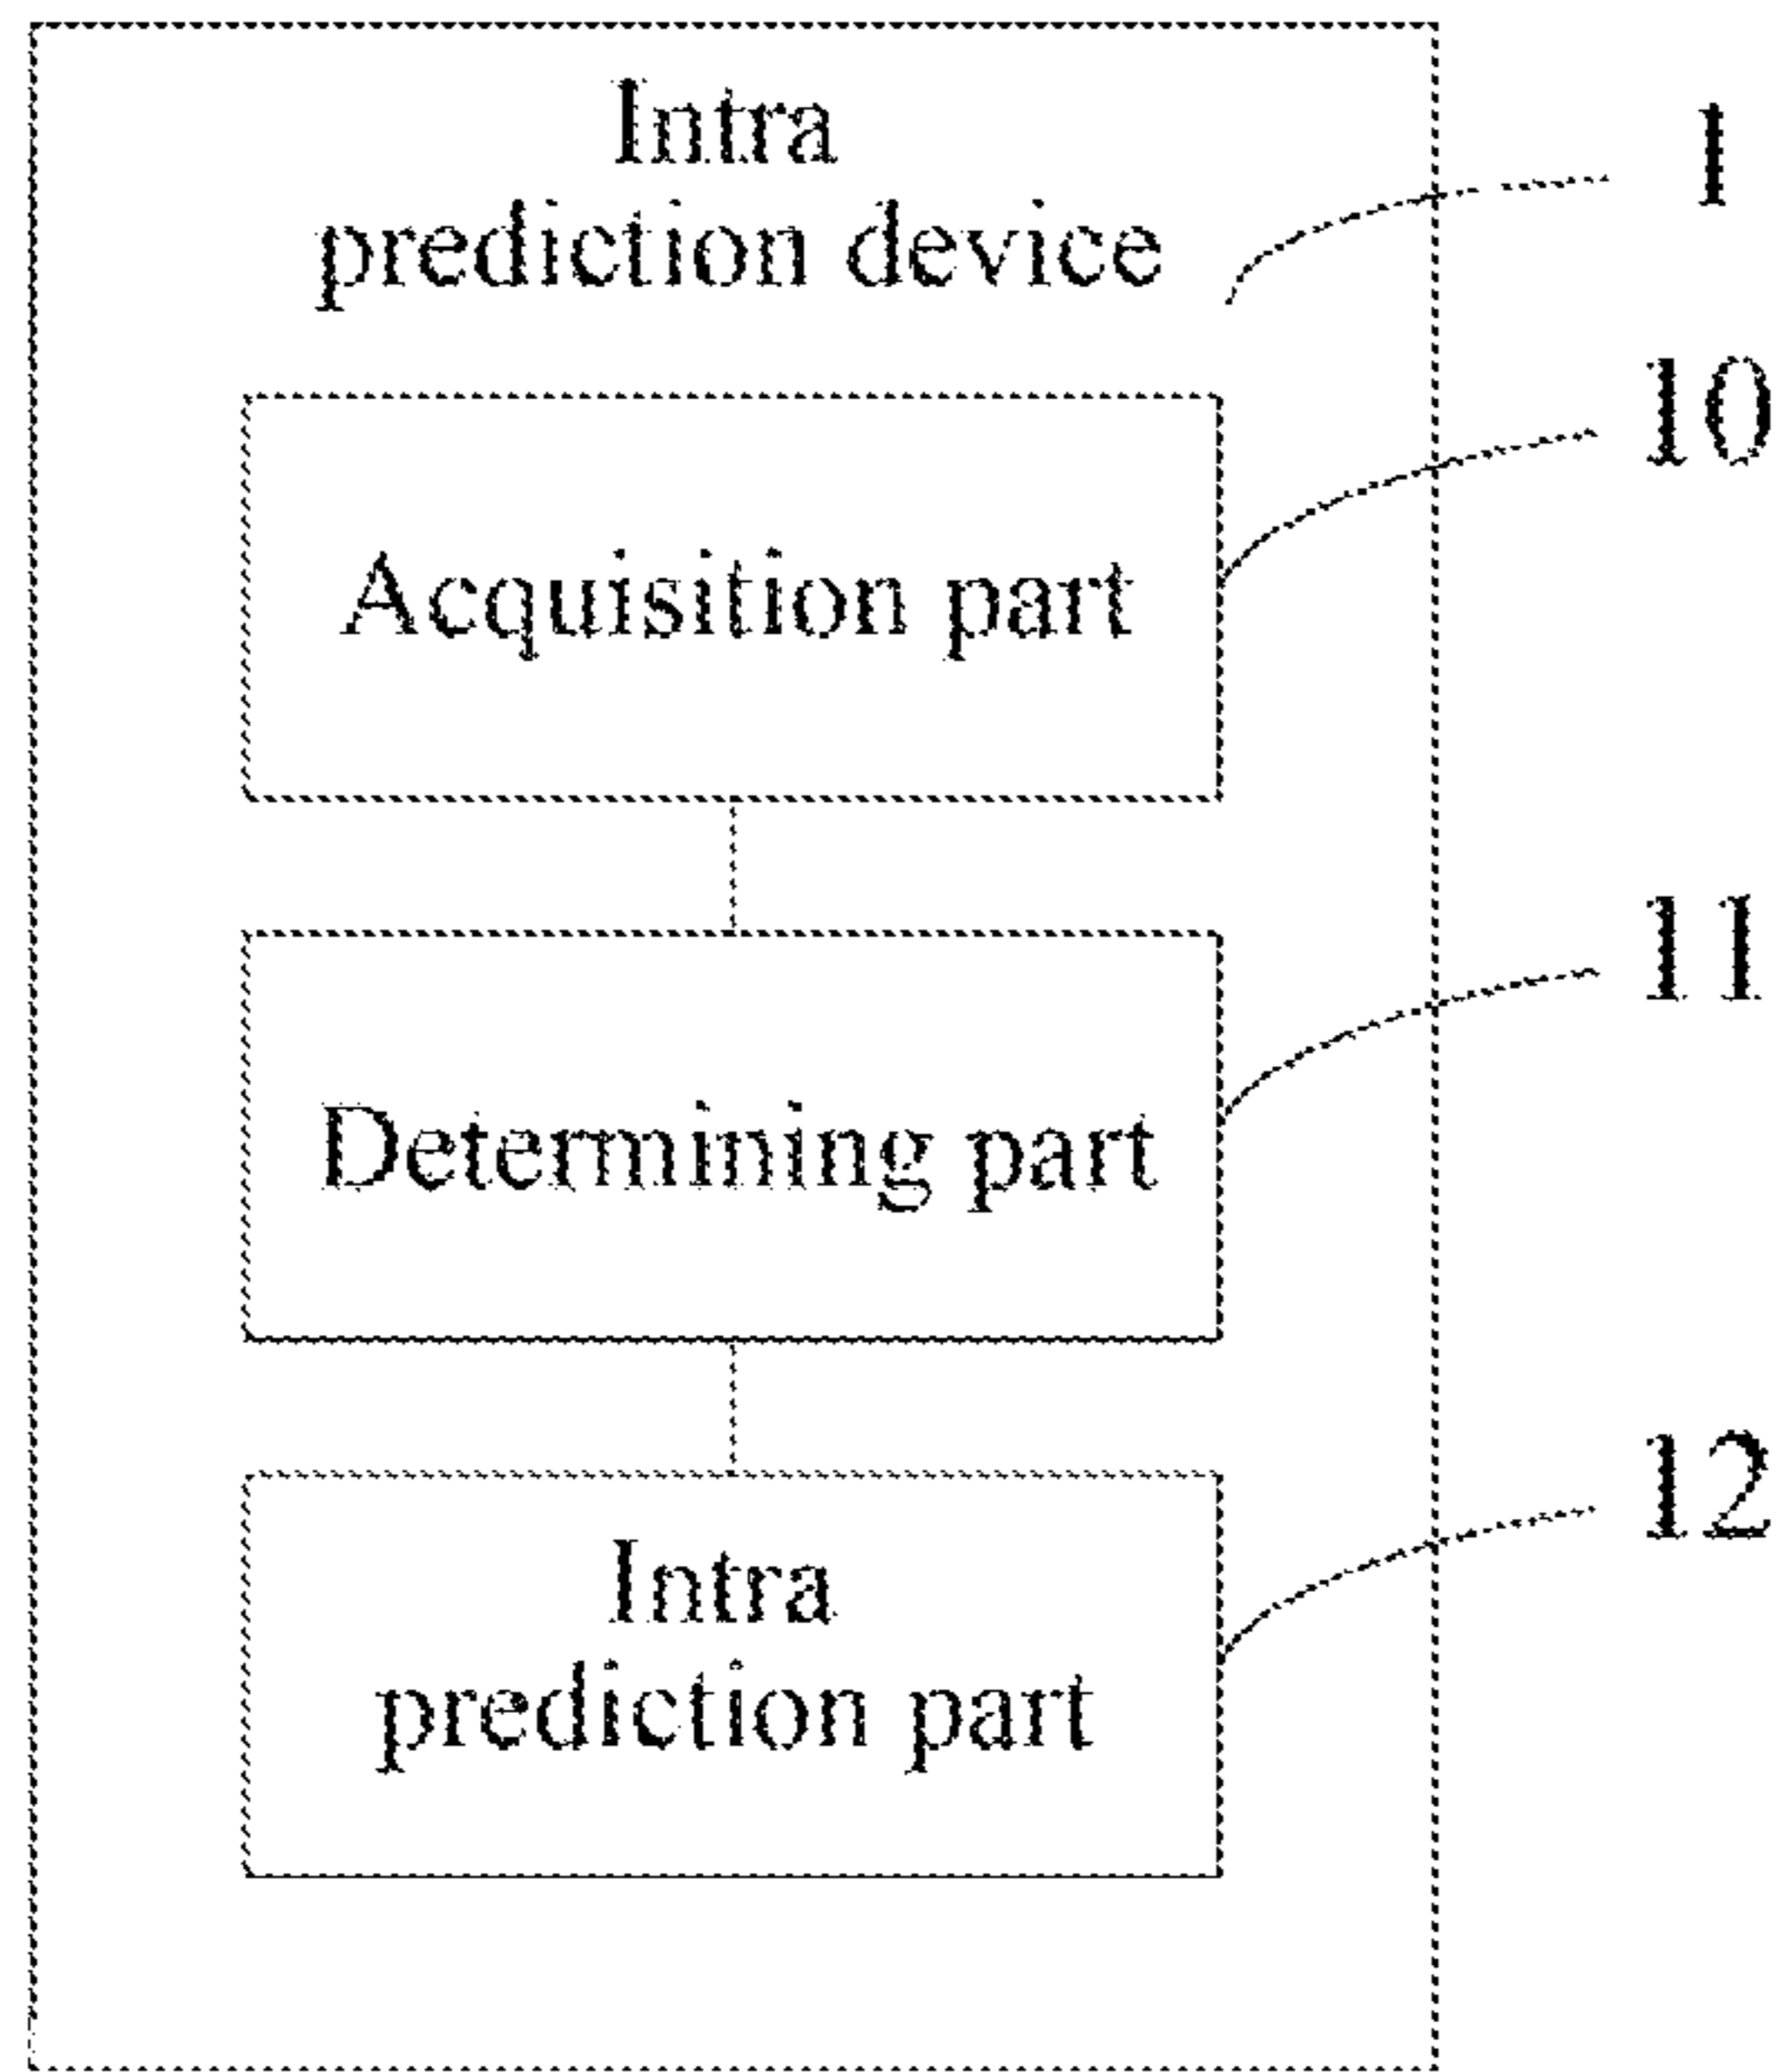 Intra
prediction device
1
10
Acquisition part
11
Determining part
12
Intra
prediction part